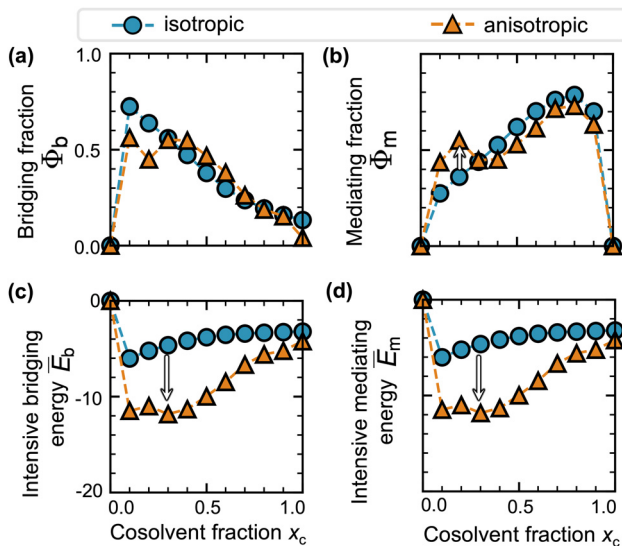 isotropic
anisotropic
(a)
(b)
Bridging fraction
Φb
1.0
0.5
0.0
Mediating fraction
Φm
(c)
(d)
Intensive bridging
energy E̅b
0
-10
-20
0.0
0.5
1.0
Cosolvent fraction xc
Intensive mediating
energy E̅m
0.0
0.5
1.0
Cosolvent fraction xc